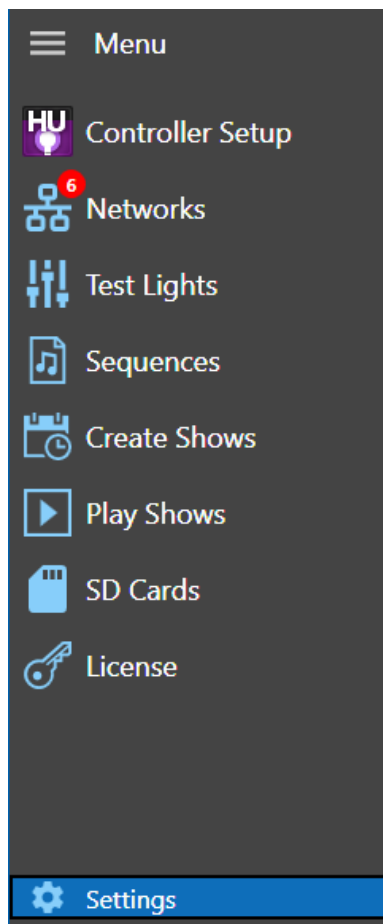 Menu
HU
Controller Setup
6
Networks
Test Lights
Sequences
Create Shows
Play Shows
SD Cards
License
Settings